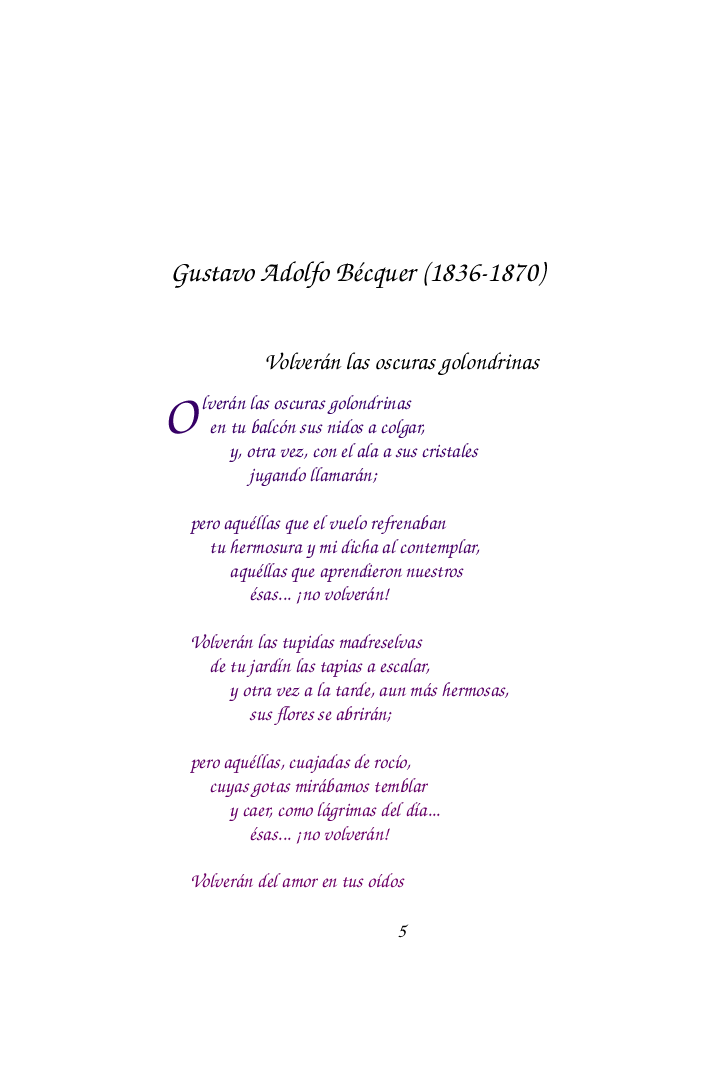 Gustavo Adolfo Bécquer (1836-1870)
Volverán las oscuras golondrinas
Olverán las oscuras golondrinas
en tu balcón sus nidos a colgar,
y, otra vez, con el ala a sus cristales
jugando llamarán;
pero aquéllas que el vuelo refrenaban
tu hermosura y mi dicha al contemplar,
aquéllas que aprendieron nuestros
ésas... ¡no volverán!
Volverán las tupidas madreselvas
de tu jardín las tapias a escalar,
y otra vez a la tarde, aun más hermosas,
sus flores se abrirán;
pero aquéllas, cuajadas de rocío,
cuyas gotas mirábamos temblar
y caer, como lágrimas del día...
ésas... ¡no volverán!
Volverán del amor en tus oídos
5